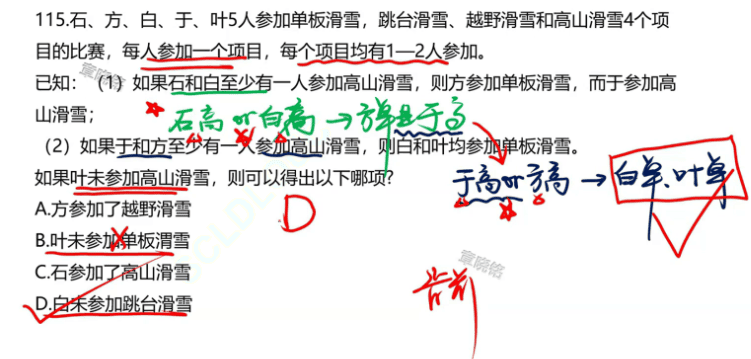 115.石、方、白、于、叶5人参加单板滑雪，跳台滑雪、越野滑雪和高山滑雪4个项
目的比赛，每人参加一个项目，每个项目均有1—2人参加。
已知：（1）如果石和白至少有一人参加高山滑雪，则方参加单板滑雪，而于参加高
山滑雪；
石高 or 白高 → 方单且于高
（2）如果于和方至少有一人参加高山滑雪，则白和叶均参加单板滑雪。
如果叶未参加高山滑雪，则可以得出以下哪项？
于高 or 方高 → 白单、叶单
A.方参加了越野滑雪
D
B.叶未参加单板滑雪
C.石参加了高山滑雪
D.白未参加跳台滑雪
章晓铭
章晓铭